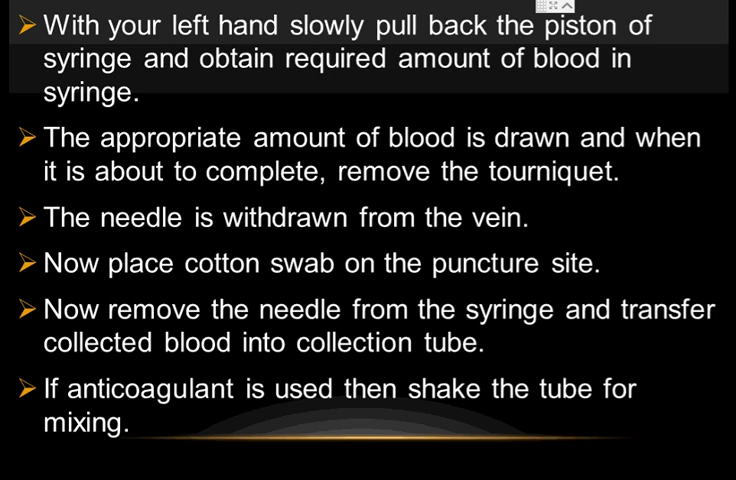 With your left hand slowly pull back the piston of
syringe and obtain required amount of blood in
syringe.
The appropriate amount of blood is drawn and when
it is about to complete, remove the tourniquet.
The needle is withdrawn from the vein.
Now place cotton swab on the puncture site.
Now remove the needle from the syringe and transfer
collected blood into collection tube.
If anticoagulant is used then shake the tube for
mixing.